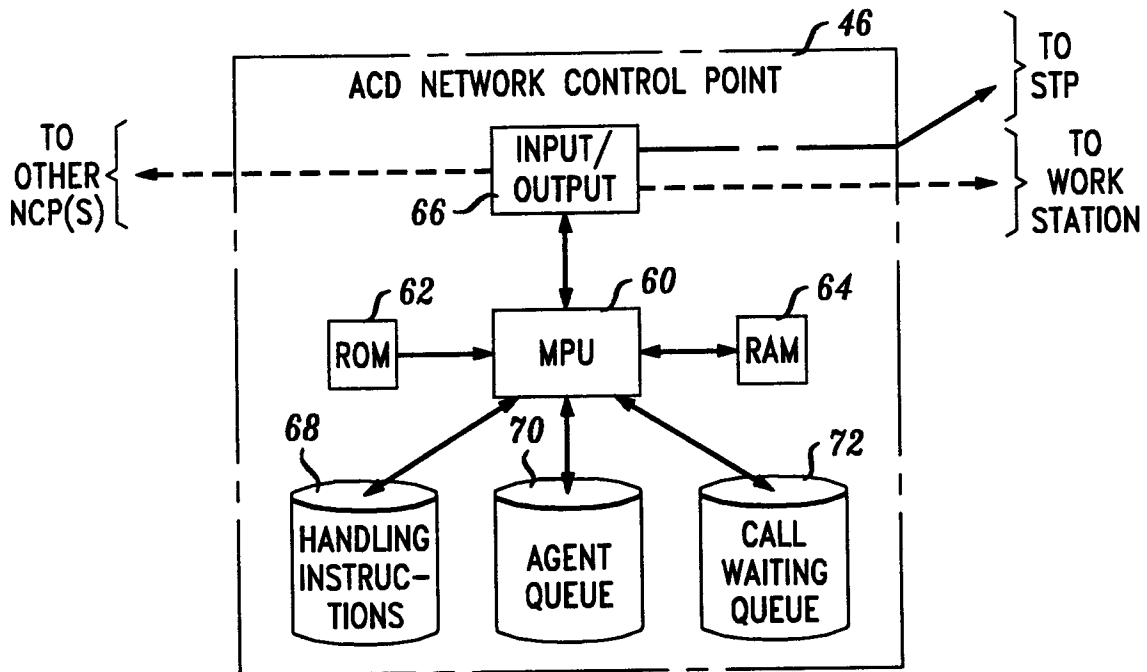 46
ACD NETWORK CONTROL POINT
TO
STP
TO
OTHER
NCP(S)
INPUT/
OUTPUT
66
TO
WORK
STATION
62
ROM
60
MPU
64
RAM
68
HANDLING
INSTRUC-
TIONS
70
AGENT
QUEUE
72
CALL
WAITING
QUEUE